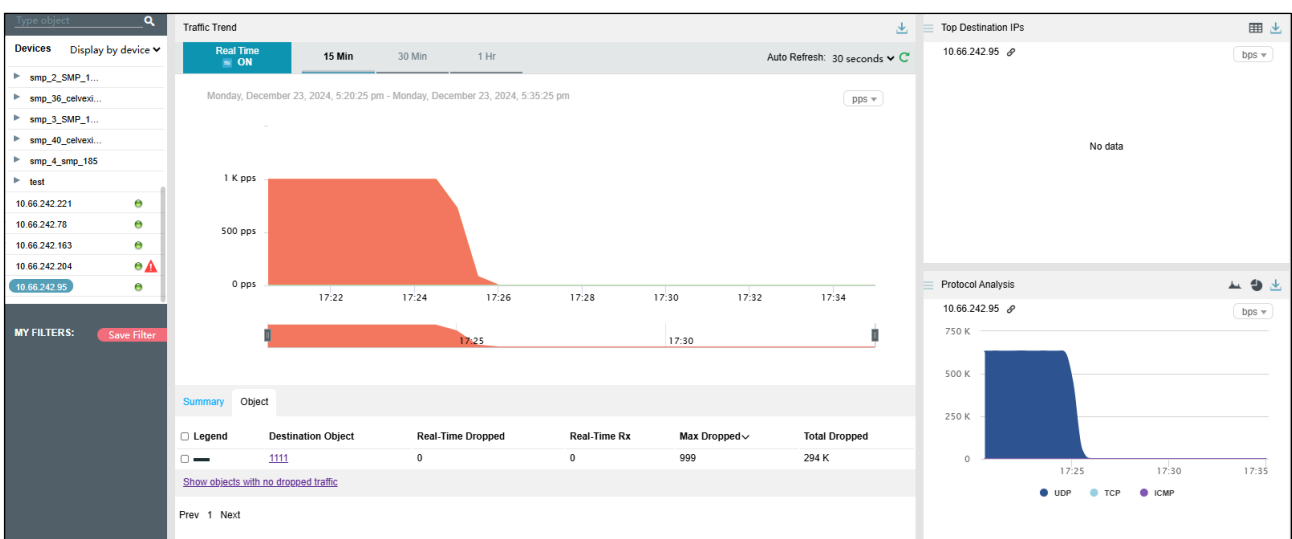 Type object
Devices Display by device
smp_2_SMP_1...
smp_36_celvexi...
smp_3_SMP_1...
smp_40_celvexi...
smp_4_smp_185
test
10.66.242.221
10.66.242.78
10.66.242.163
10.66.242.204
10.66.242.95
MY FILTERS: Save Filter
Traffic Trend
Real Time
ON
15 Min 30 Min 1 Hr Auto Refresh: 30 seconds
Monday, December 23, 2024, 5:20:25 pm - Monday, December 23, 2024, 5:35:25 pm pps
1 K pps
500 pps
0 pps
17:22 17:24 17:26 17:28 17:30 17:32 17:34
17:25 17:30
Summary Object
Legend Destination Object Real-Time Dropped Real-Time Rx Max Dropped Total Dropped
1111 0 0 999 294 K
Show objects with no dropped traffic
Prev 1 Next
Top Destination IPs
10.66.242.95 bps
No data
Protocol Analysis
10.66.242.95 bps
750 K
500 K
250 K
0
17:25 17:30 17:35
UDP TCP ICMP